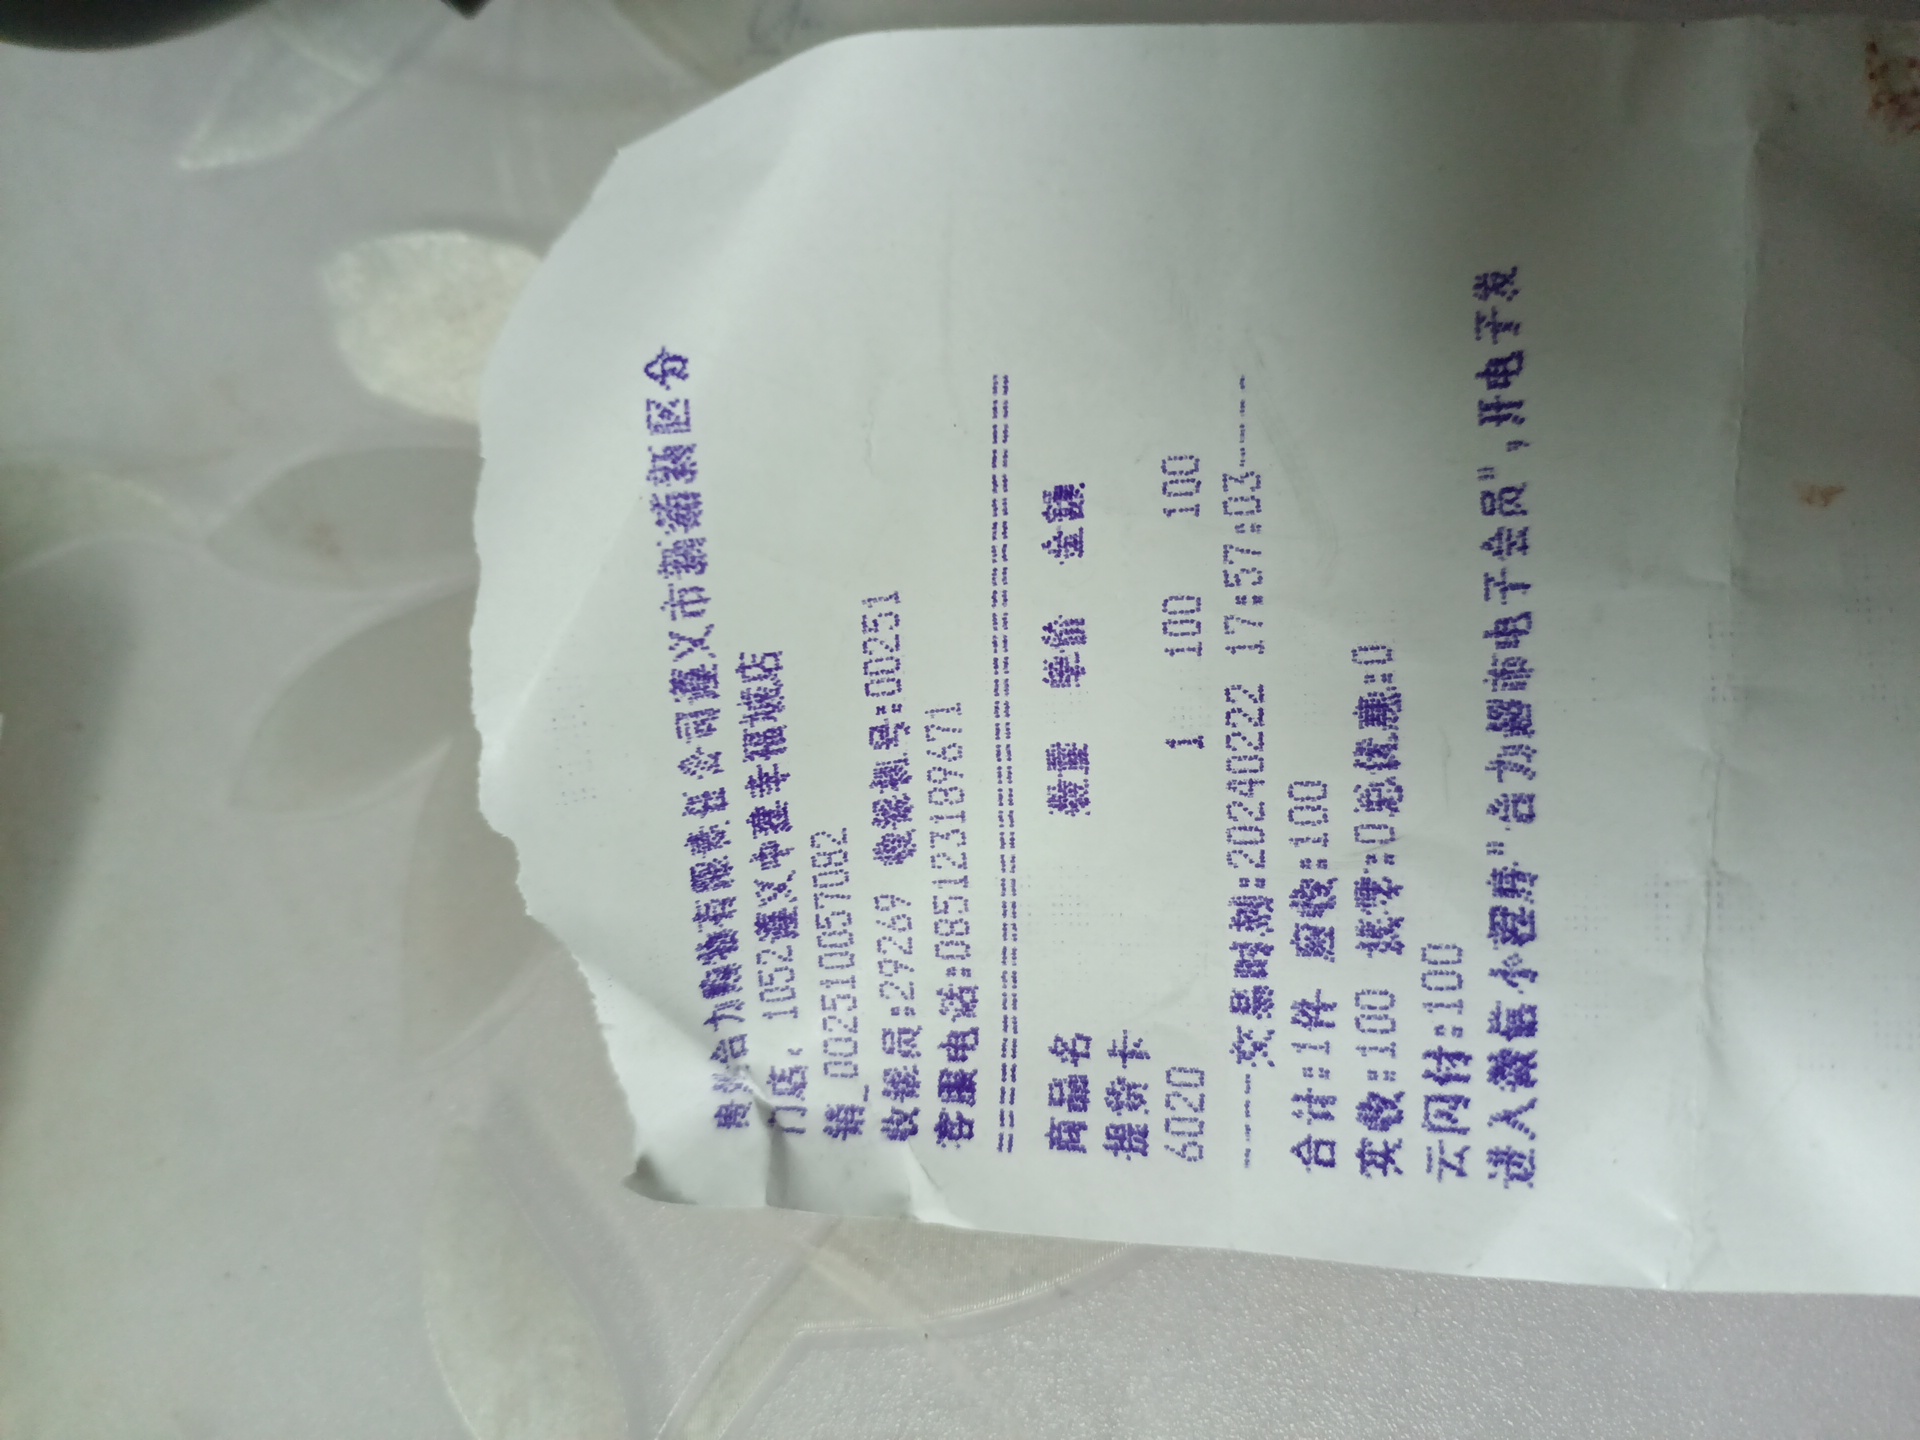 贵州合力购物有限责任公司遵义市新蒲新区分
门店：1052遵义中建幸福城店
销_002510057082
收银员:29269 收银机号:00251
客服电话:085123189671
==========================================
商品名 数量 单价 金额
提货卡
6020 1 100 100
-----交易时刻:20240222 17:57:03-----
合计:1件 应收:100
实收:100 找零:0总优惠:0
云闪付:100
进入微信小程序"合力超市电子会员",开电子发